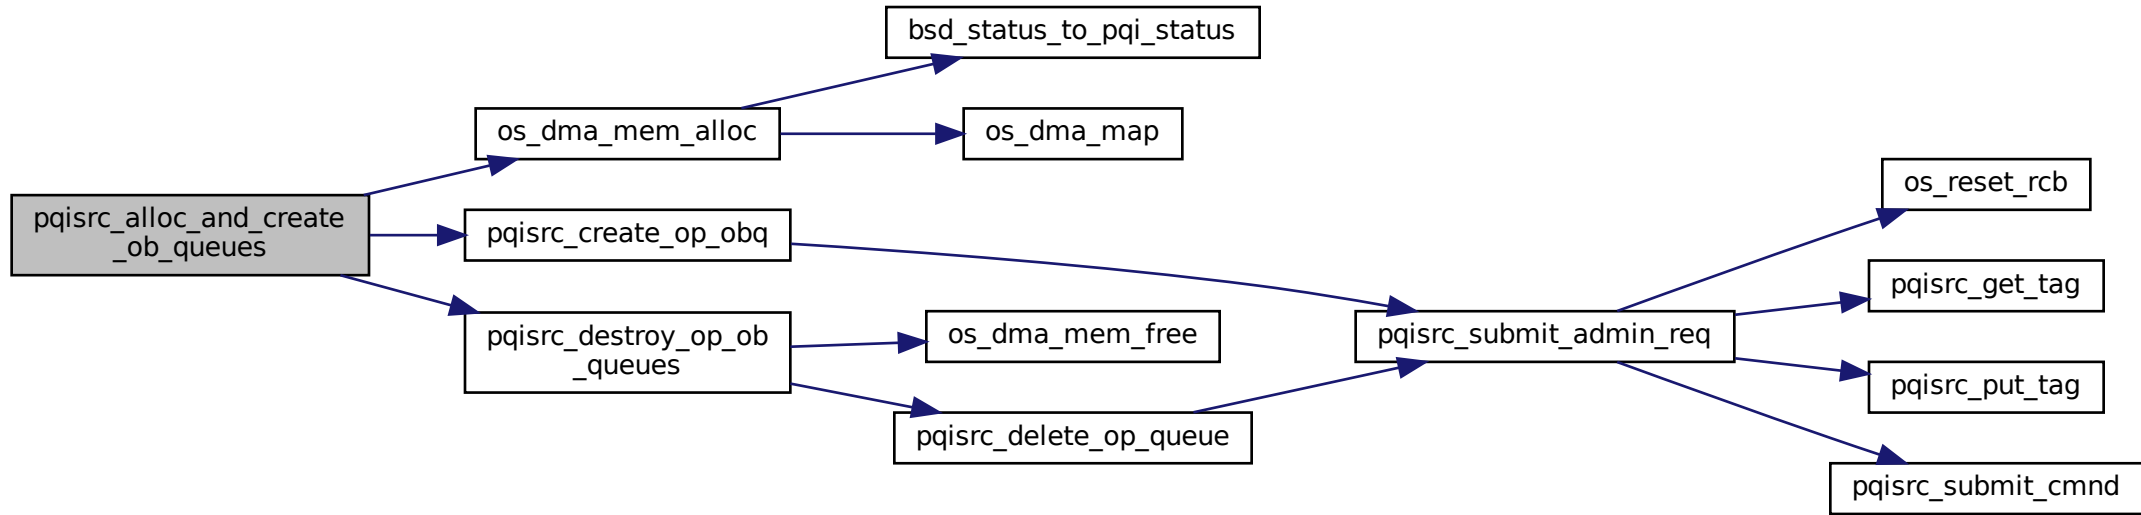 bsd_status_to_pqi_status
os_dma_mem_alloc
os_dma_map
pqisrc_alloc_and_create
_ob_queues
pqisrc_create_op_obq
pqisrc_destroy_op_ob
_queues
os_dma_mem_free
pqisrc_delete_op_queue
pqisrc_submit_admin_req
os_reset_rcb
pqisrc_get_tag
pqisrc_put_tag
pqisrc_submit_cmnd